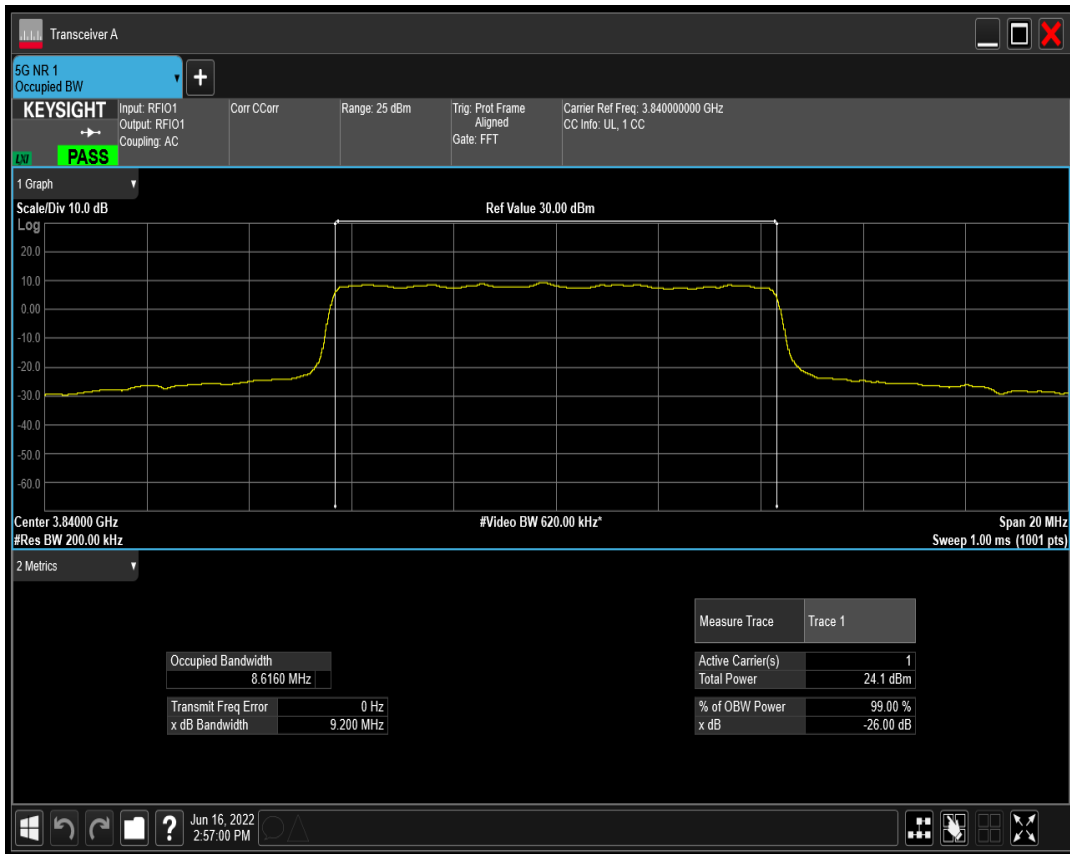 Transceiver A
5G NR 1
Occupied BW
+
KEYSIGHT
LXI
PASS
Input: RFIO1
Output: RFIO1
Coupling: AC
Corr CCorr
Range: 25 dBm
Trig: Prot Frame
Aligned
Gate: FFT
Carrier Ref Freq: 3.840000000 GHz
CC Info: UL, 1 CC
1 Graph
Scale/Div 10.0 dB
Ref Value 30.00 dBm
Log
20.0
10.0
0.00
-10.0
-20.0
-30.0
-40.0
-50.0
-60.0
Center 3.84000 GHz
#Video BW 620.00 kHz*
Span 20 MHz
#Res BW 200.00 kHz
Sweep 1.00 ms (1001 pts)
2 Metrics
Measure Trace Trace 1
Occupied Bandwidth
8.6160 MHz
Transmit Freq Error 0 Hz
x dB Bandwidth 9.200 MHz
Active Carrier(s) 1
Total Power 24.1 dBm
% of OBW Power 99.00 %
x dB -26.00 dB
?
Jun 16, 2022
2:57:00 PM